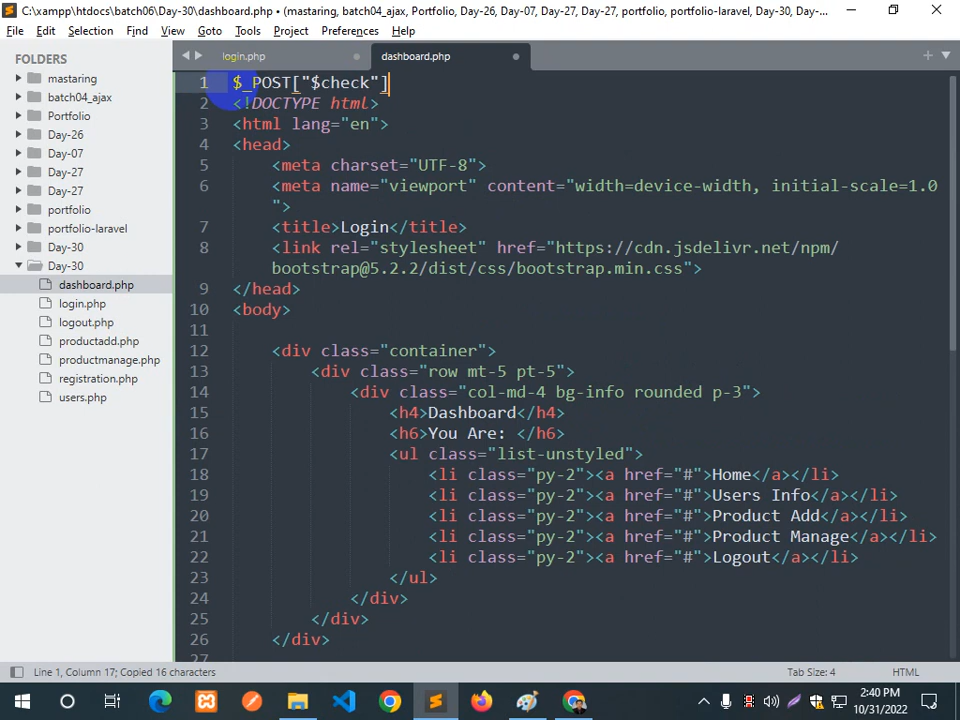 C:\xampp\htdocs\batch06\Day-30\dashboard.php • (mastaring, batch04_ajax, Portfolio, Day-26, Day-07, Day-27, Day-27, portfolio, portfolio-laravel, Day-30, Day-...
File Edit Selection Find View Goto Tools Project Preferences Help
FOLDERS
mastaring
batch04_ajax
Portfolio
Day-26
Day-07
Day-27
Day-27
portfolio
portfolio-laravel
Day-30
Day-30
dashboard.php
login.php
logout.php
productadd.php
productmanage.php
registration.php
users.php
login.php dashboard.php
1 $_POST["$check"]
2 <!DOCTYPE html>
3 <html lang="en">
4 <head>
5 <meta charset="UTF-8">
6 <meta name="viewport" content="width=device-width, initial-scale=1.0
">
7 <title>Login</title>
8 <link rel="stylesheet" href="https://cdn.jsdelivr.net/npm/
bootstrap@5.2.2/dist/css/bootstrap.min.css">
9 </head>
10 <body>
11
12 <div class="container">
13 <div class="row mt-5 pt-5">
14 <div class="col-md-4 bg-info rounded p-3">
15 <h4>Dashboard</h4>
16 <h6>You Are: </h6>
17 <ul class="list-unstyled">
18 <li class="py-2"><a href="#">Home</a></li>
19 <li class="py-2"><a href="#">Users Info</a></li>
20 <li class="py-2"><a href="#">Product Add</a></li>
21 <li class="py-2"><a href="#">Product Manage</a></li>
22 <li class="py-2"><a href="#">Logout</a></li>
23 </ul>
24 </div>
25 </div>
26 </div>
27
Line 1, Column 17; Copied 16 characters Tab Size: 4 HTML
2:40 PM
10/31/2022